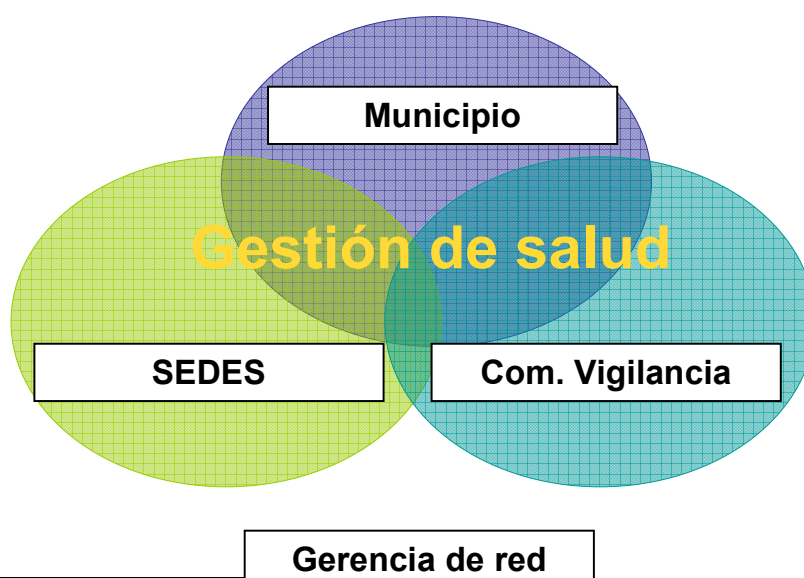 Municipio
Gestión de salud
SEDES
Com. Vigilancia
Gerencia de red